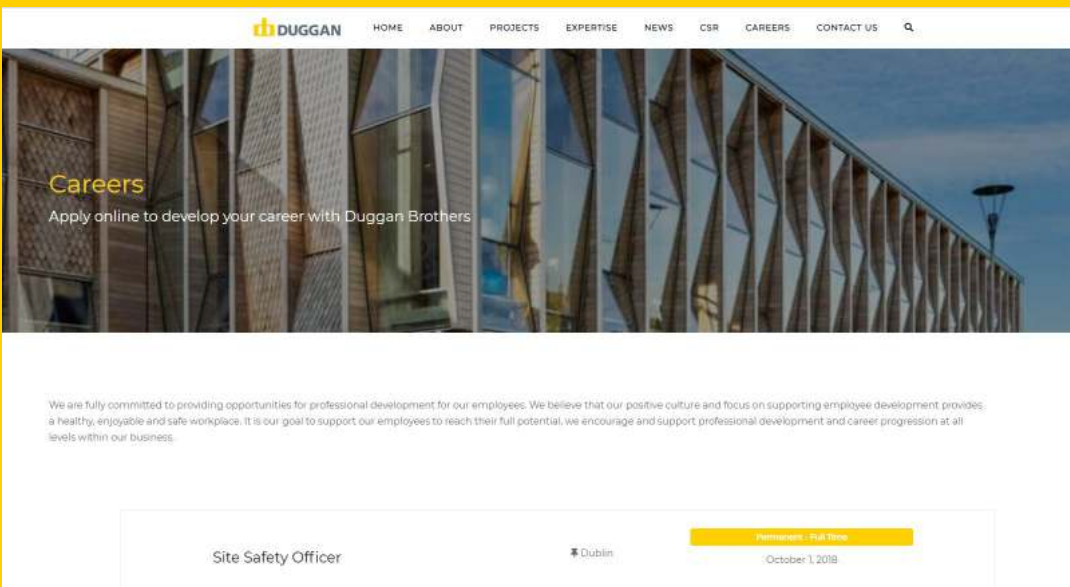 DUGGAN HOME ABOUT PROJECTS EXPERTISE NEWS CSR CAREERS CONTACT US
Careers
Apply online to develop your career with Duggan Brothers
We are fully committed to providing opportunities for professional development for our employees. We believe that our positive culture and focus on supporting employee development provides
a healthy, enjoyable and safe workplace. It is our goal to support our employees to reach their full potential, we encourage and support professional development and career progression at all
levels within our business.
Permanent - Full Time
Site Safety Officer Dublin
October 1, 2018